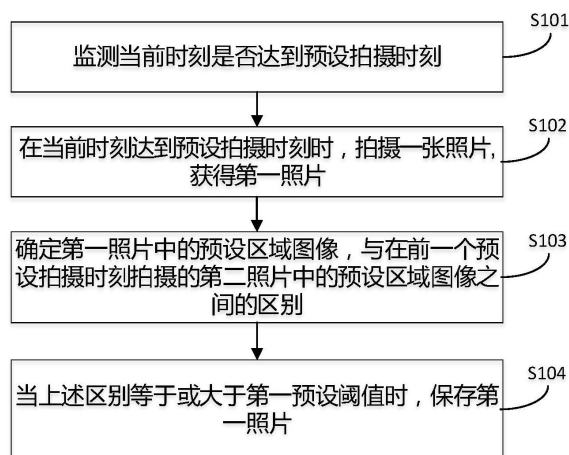 S101
监测当前时刻是否达到预设拍摄时刻
S102
在当前时刻达到预设拍摄时刻时，拍摄一张照片,
获得第一照片
S103
确定第一照片中的预设区域图像，与在前一个预
设拍摄时刻拍摄的第二照片中的预设区域图像之
间的区别
S104
当上述区别等于或大于第一预设阈值时，保存第
一照片